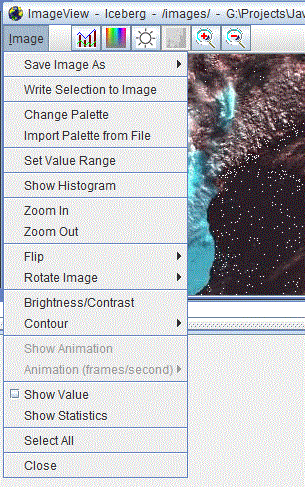 ImageView - Iceberg - /images/ - G:\Projects\Jav
Image
Save Image As
Write Selection to Image
Change Palette
Import Palette from File
Set Value Range
Show Histogram
Zoom In
Zoom Out
Flip
Rotate Image
Brightness/Contrast
Contour
Show Animation
Animation (frames/second)
Show Value
Show Statistics
Select All
Close